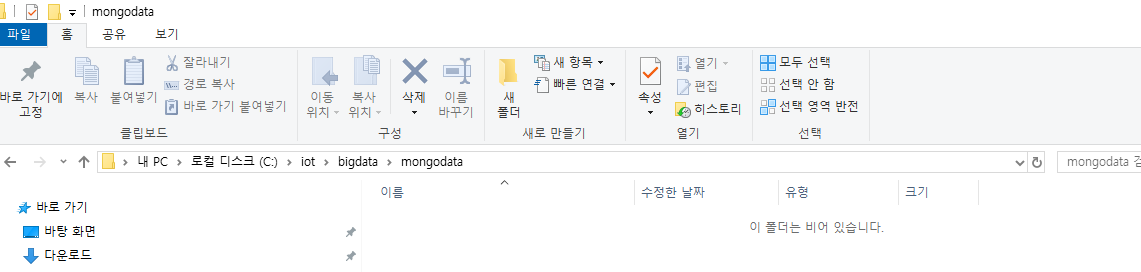 mongodata
파일 홈 공유 보기
바로 가기에 고정
복사
붙여넣기
잘라내기
경로 복사
바로 가기 붙여넣기
클립보드
이동 위치
복사 위치
삭제
이름 바꾸기
구성
새 폴더
새 항목
빠른 연결
새로 만들기
속성
열기
편집
히스토리
열기
모두 선택
선택 안 함
선택 영역 반전
선택
내 PC > 로컬 디스크 (C:) > iot > bigdata > mongodata
mongodata 검
이름 수정한 날짜 유형 크기
이 폴더는 비어 있습니다.
바로 가기
바탕 화면
다운로드